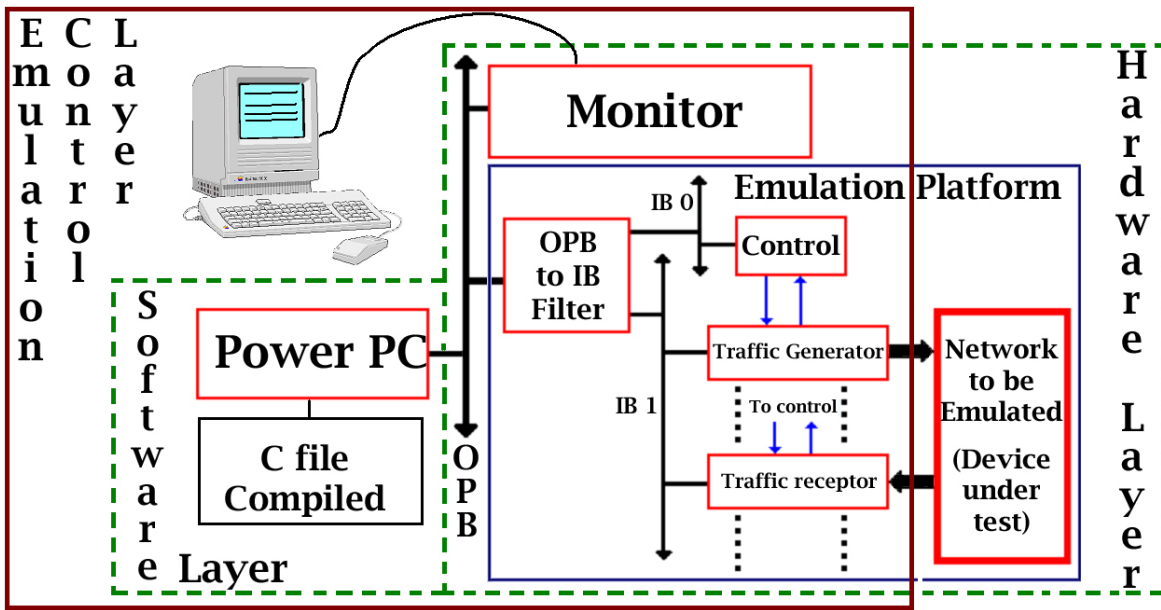 Emulation
Control
Layer
Monitor
Emulation Platform
IB 0
OPB
to IB
Filter
Control
Hardware Layer
Software
Layer
Power PC
C file
Compiled
OPB
IB 1
Traffic Generator
To control
Traffic receptor
Network
to be
Emulated
(Device
under
test)